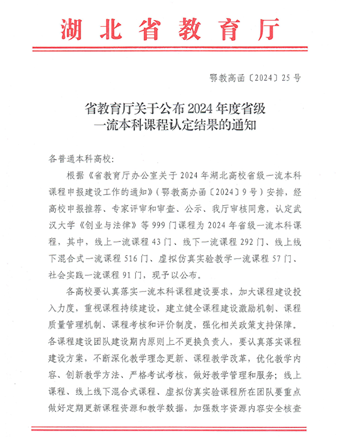 湖北省教育厅
鄂教高函〔2024〕25号
省教育厅关于公布2024年度省级
一流本科课程认定结果的通知
各普通本科高校：
根据《省教育厅办公室关于2024年湖北高校省级一流本科
课程申报建设工作的通知》（鄂教高办函〔2024〕9号）安排，经
高校申报推荐、专家评审和审查、公示、我厅审核同意，认定武
汉大学《创业与法律》等999门课程为2024年省级一流本科课
程，其中，线上一流课程43门、线下一流课程292门、线上线
下混合式一流课程516门、虚拟仿真实验教学一流课程57门、
社会实践一流课程91门，现予以公布。
各高校要认真落实一流本科课程建设要求，加大课程建设投
入力度，重视课程持续建设，建立健全课程建设激励机制、课程
质量管理机制、课程考核和评价制度，强化相关政策支持保障。
各课程建设团队建设期内原则上不更换负责人，要认真落实课程
建设方案，不断深化教学理念更新、课程教学改革，优化教学内
容，创新教学方法，严格考试考核，做好教学管理和服务；线上
课程、线上线下混合式课程、虚拟仿真实验课程所在团队要重点
做好定期更新课程资源和教学数据，加强数字资源内容安全核查